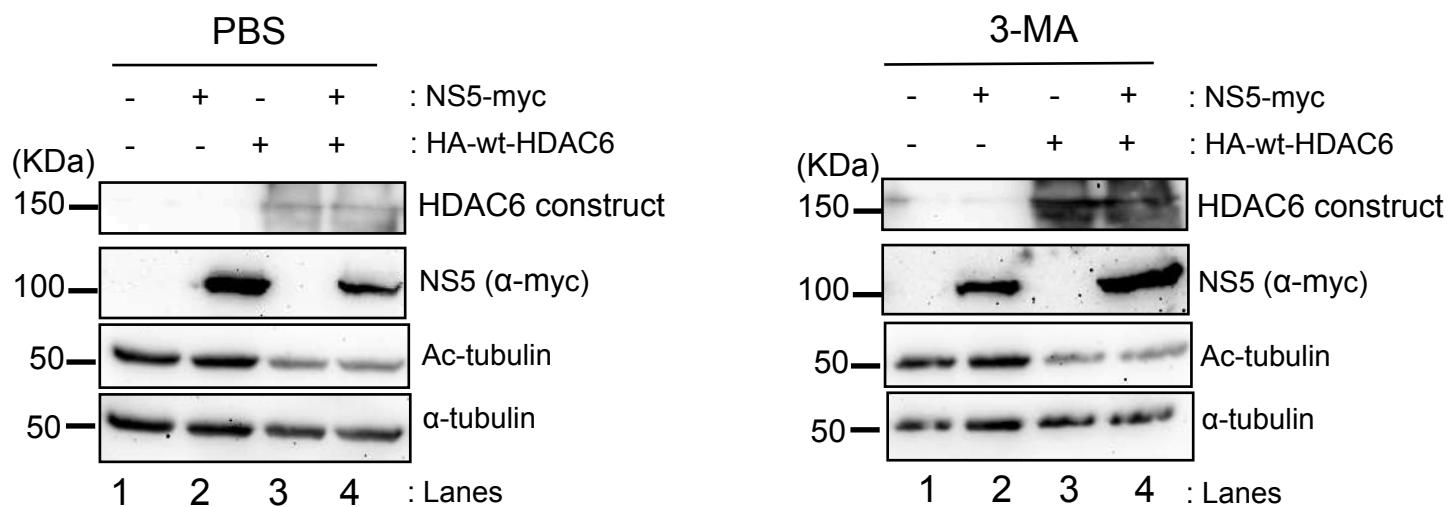 PBS
- + - + : NS5-myc
- - + + : HA-wt-HDAC6
(KDa)
150 HDAC6 construct
100 NS5 (α-myc)
50 Ac-tubulin
50 α-tubulin
1 2 3 4 : Lanes
3-MA
- + - + : NS5-myc
- - + + : HA-wt-HDAC6
(KDa)
150 HDAC6 construct
100 NS5 (α-myc)
50 Ac-tubulin
50 α-tubulin
1 2 3 4 : Lanes